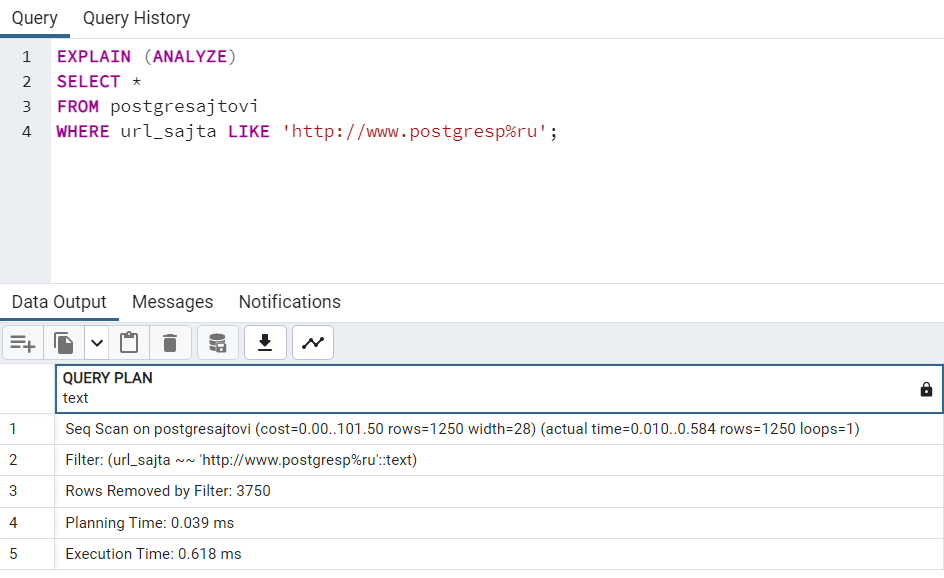 Query Query History
1 EXPLAIN (ANALYZE)
2 SELECT *
3 FROM postgresajtovi
4 WHERE url_sajta LIKE 'http://www.postgresp%ru';
Data Output Messages Notifications
QUERY PLAN
text
1 Seq Scan on postgresajtovi (cost=0.00..101.50 rows=1250 width=28) (actual time=0.010..0.584 rows=1250 loops=1)
2 Filter: (url_sajta ~~ 'http://www.postgresp%ru'::text)
3 Rows Removed by Filter: 3750
4 Planning Time: 0.039 ms
5 Execution Time: 0.618 ms